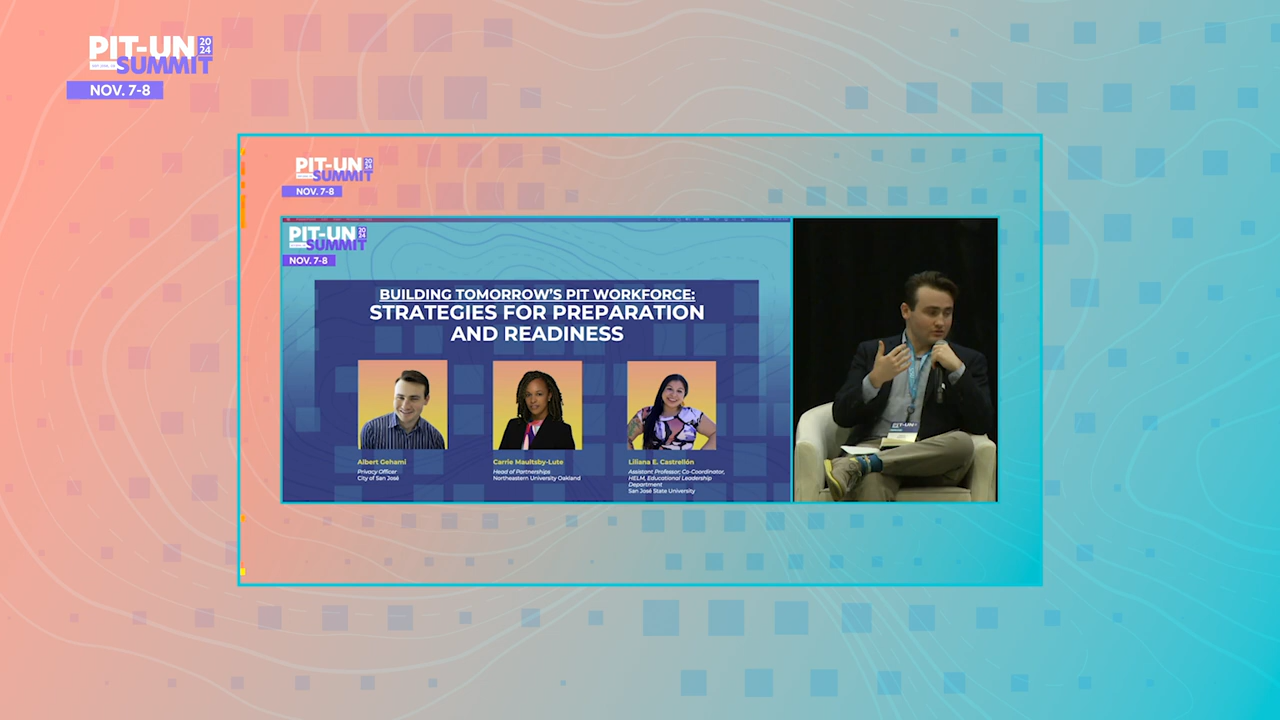 PIT-UN 2024
SUMMIT
NOV. 7-8
PIT-UN 2024
SUMMIT
NOV. 7-8
PIT-UN 2024
SUMMIT
NOV. 7-8
BUILDING TOMORROW'S PIT WORKFORCE:
STRATEGIES FOR PREPARATION
AND READINESS
Albert Gehami
Privacy Officer
City of San José
Carrie Maultsby-Lute
Head of Partnerships
Northeastern University Oakland
Liliana E. Castrellón
Assistant Professor; Co-Coordinator,
HELM, Educational Leadership
Department
San José State University
PIT-UN